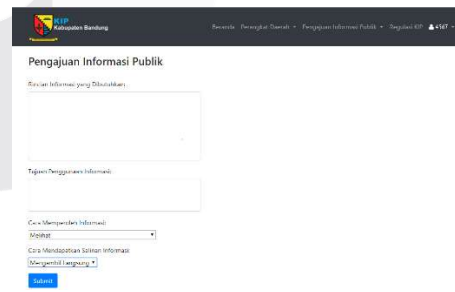 KIP
Kabupaten Bandung
Beranda Perangkat Daerah Pengajuan Informasi Publik Regulasi KIP 4567
Pengajuan Informasi Publik
Rincian Informasi yang Dibutuhkan:
Tujuan Penggunaan Informasi:
Cara Memperoleh Informasi:
Melihat
Cara Mendapatkan Salinan Informasi:
Mengambil Langsung
Submit